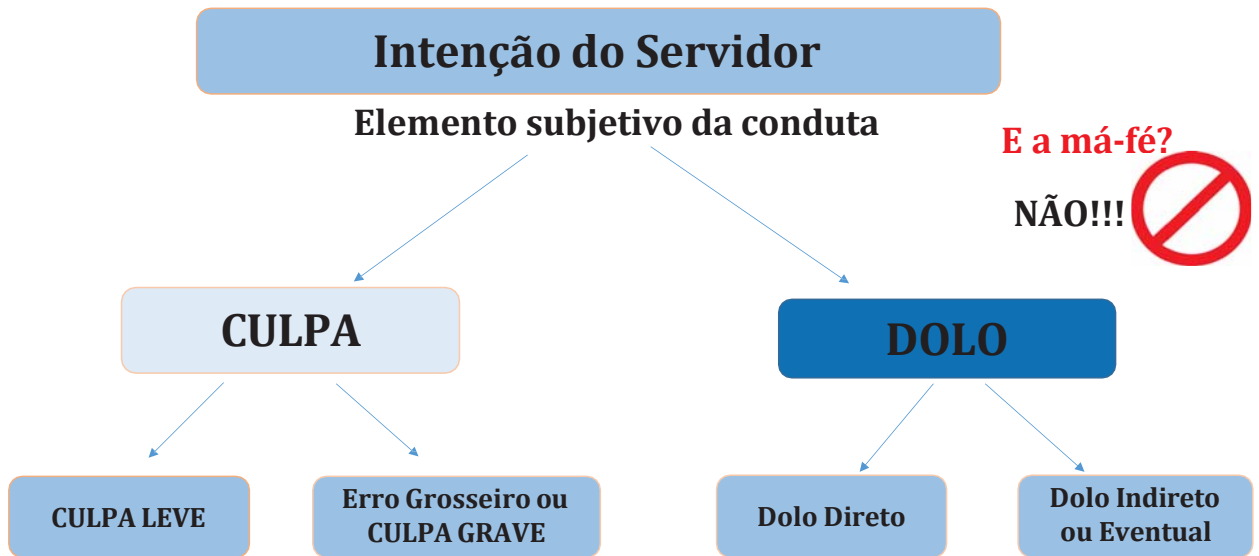 Intenção do Servidor
Elemento subjetivo da conduta
E a má-fé?
NÃO!!!
CULPA
DOLO
CULPA LEVE
Erro Grosseiro ou
CULPA GRAVE
Dolo Direto
Dolo Indireto
ou Eventual